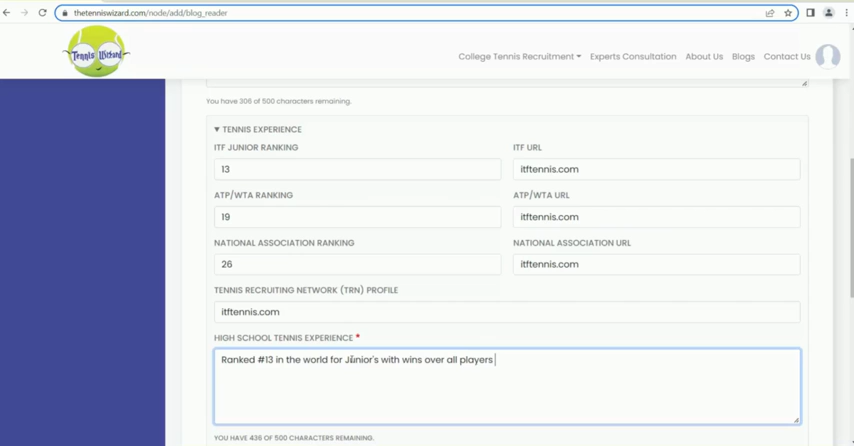 thetenniswizard.com/node/add/blog_reader
Tennis Wizard
College Tennis Recruitment Experts Consultation About Us Blogs Contact Us
You have 306 of 500 characters remaining.
▼ TENNIS EXPERIENCE
ITF JUNIOR RANKING ITF URL
13 itftennis.com
ATP/WTA RANKING ATP/WTA URL
19 itftennis.com
NATIONAL ASSOCIATION RANKING NATIONAL ASSOCIATION URL
26 itftennis.com
TENNIS RECRUITING NETWORK (TRN) PROFILE
itftennis.com
HIGH SCHOOL TENNIS EXPERIENCE *
Ranked #13 in the world for Junior's with wins over all players
YOU HAVE 436 OF 500 CHARACTERS REMAINING.